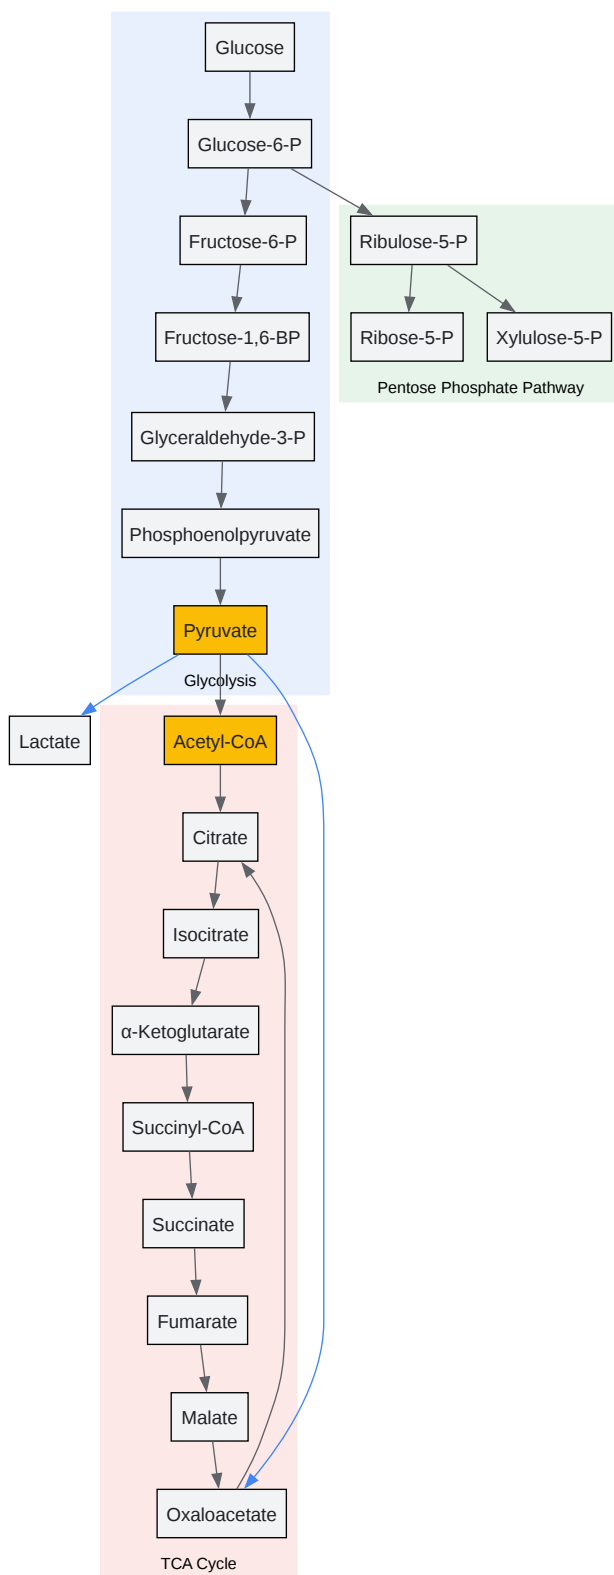 Glucose
Glucose-6-P
Fructose-6-P
Ribulose-5-P
Fructose-1,6-BP
Ribose-5-P
Xylulose-5-P
Pentose Phosphate Pathway
Glyceraldehyde-3-P
Phosphoenolpyruvate
Pyruvate
Glycolysis
Lactate
Acetyl-CoA
Citrate
Isocitrate
α-Ketoglutarate
Succinyl-CoA
Succinate
Fumarate
Malate
Oxaloacetate
TCA Cycle